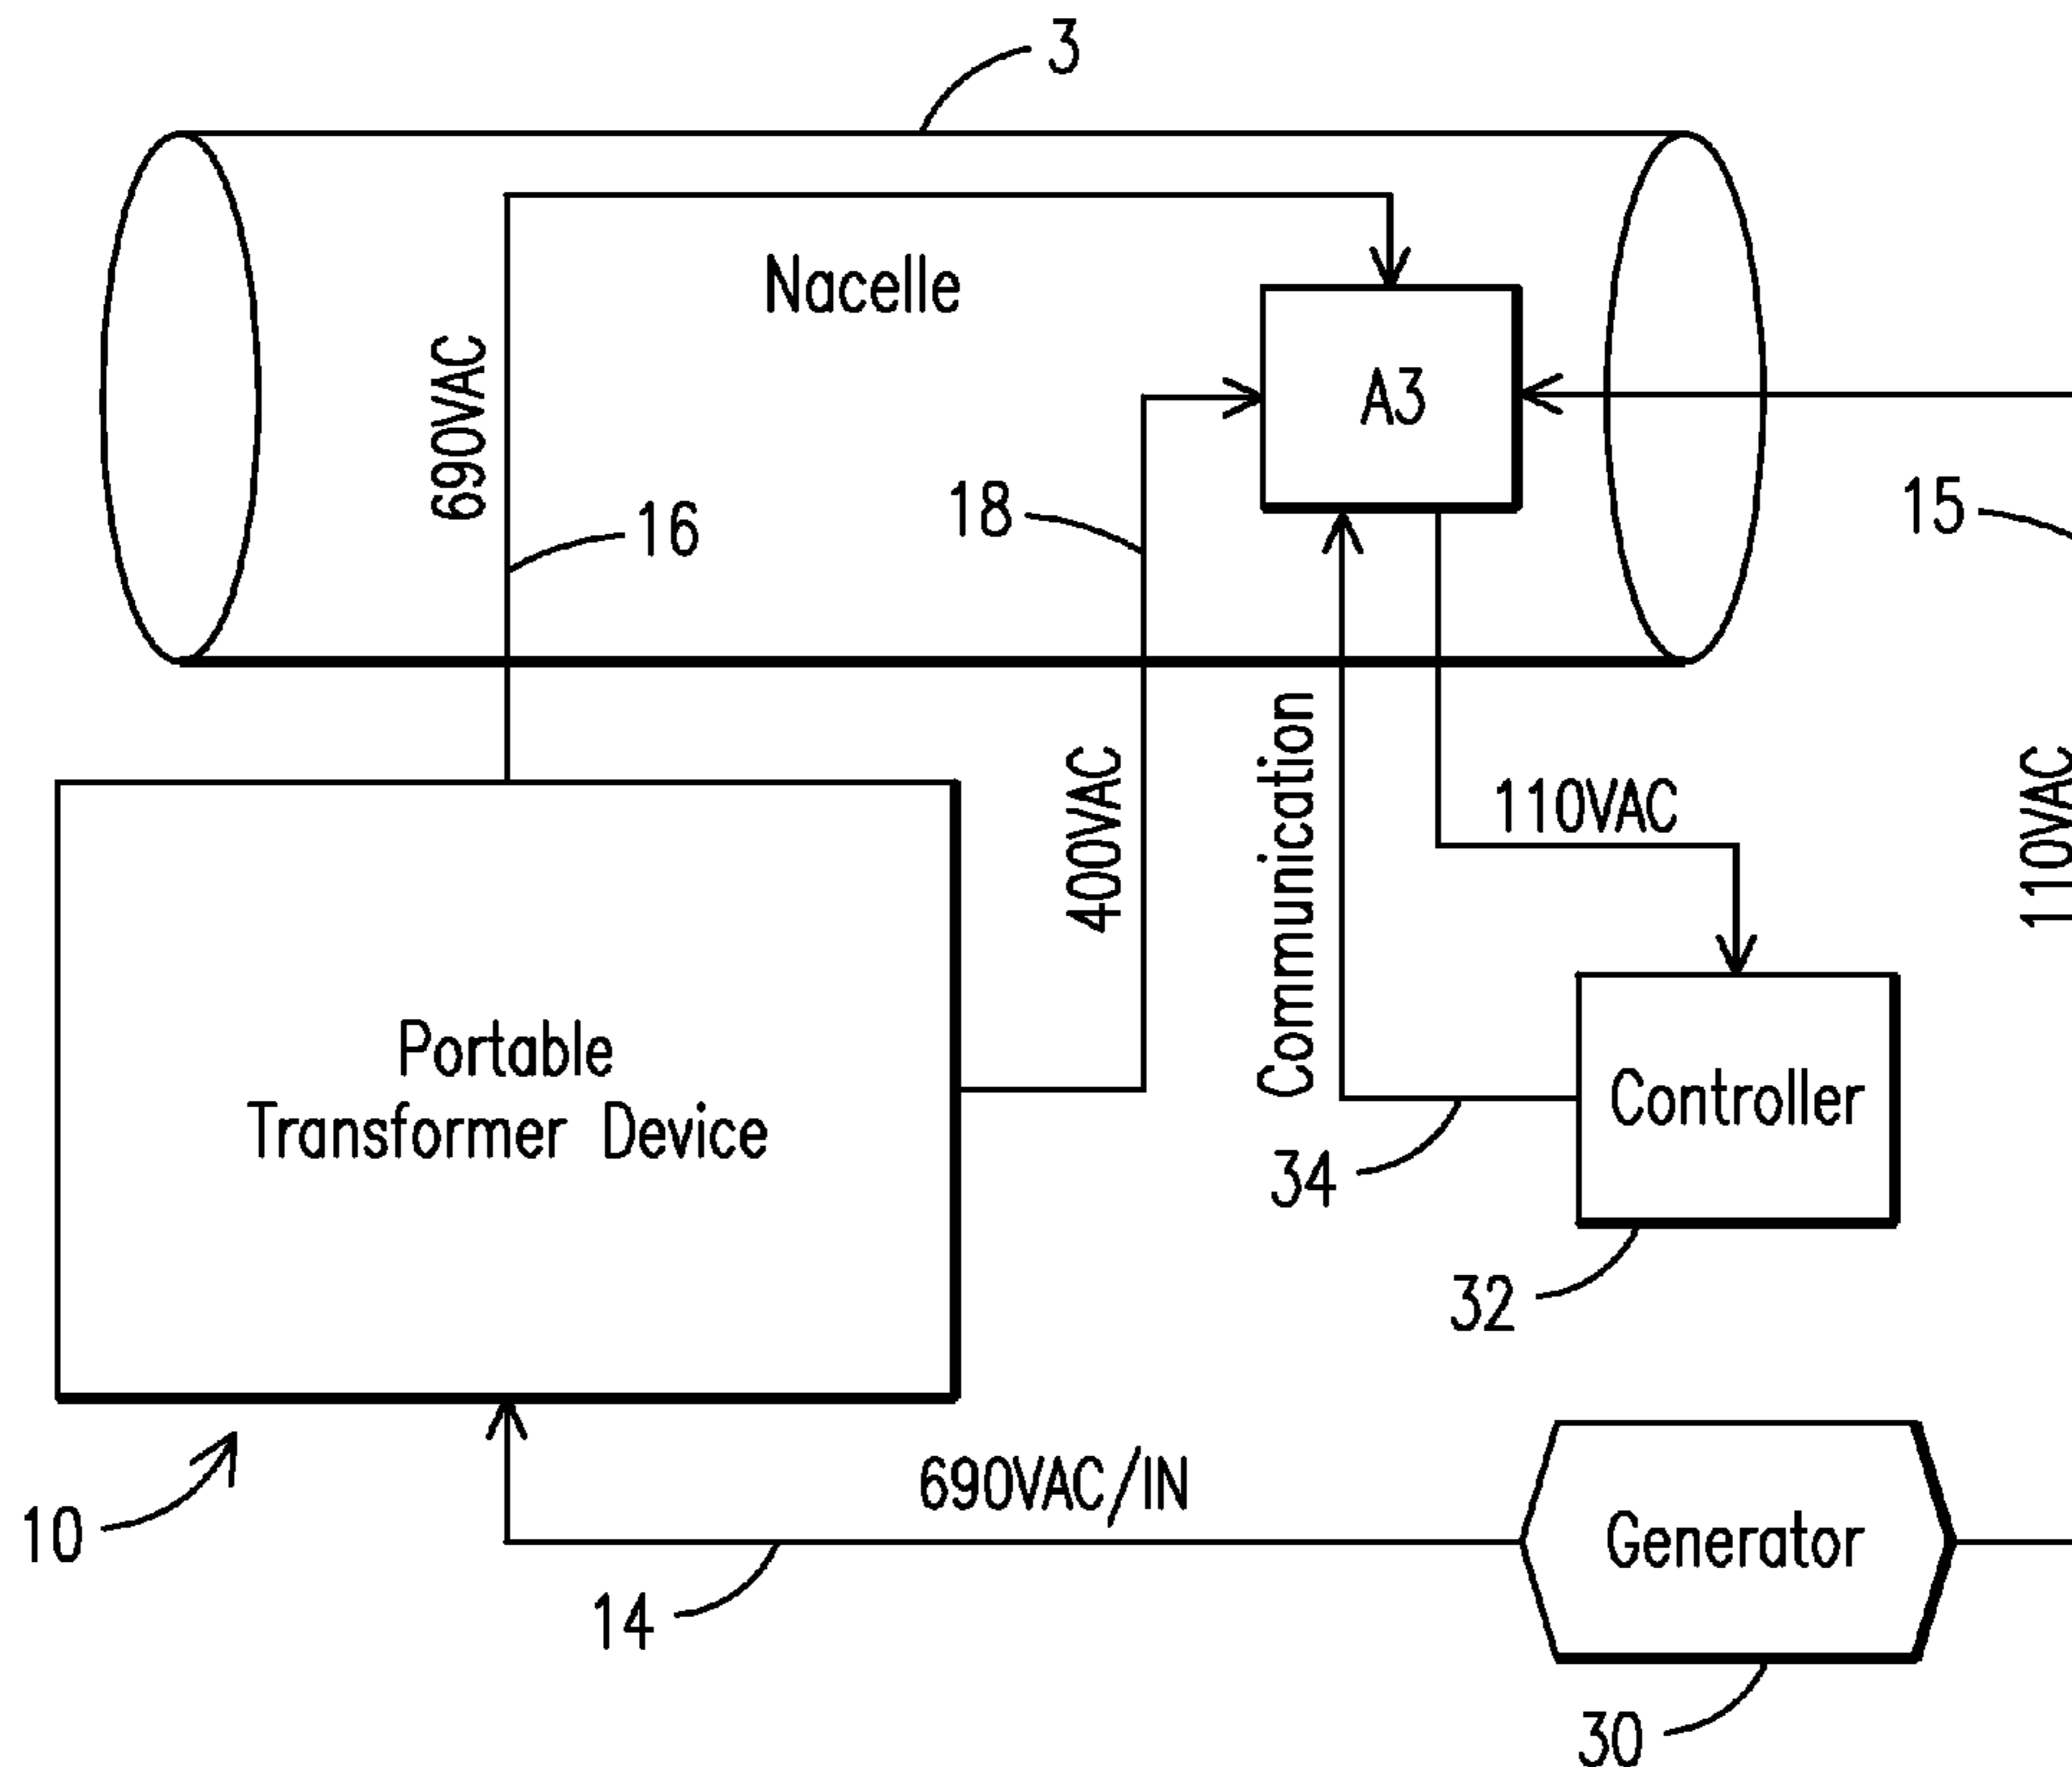 3
Nacelle
690VAC
A3
16
18
15
400VAC
Communication
110VAC
110VAC
Portable
Transformer Device
Controller
34
32
10
690VAC/IN
Generator
14
30